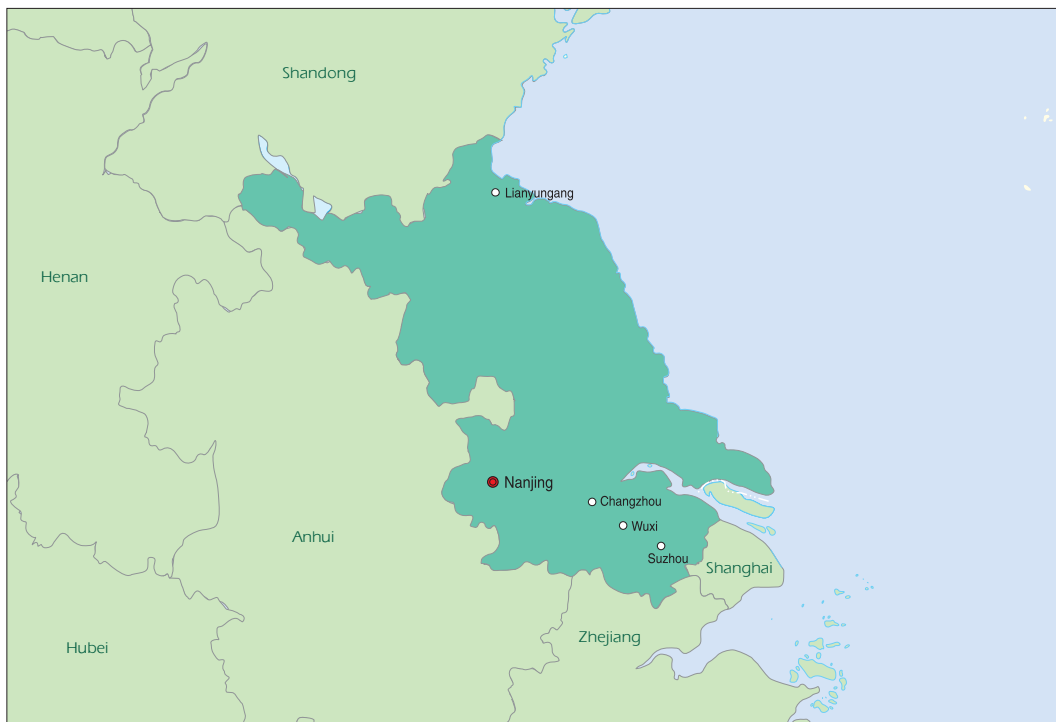 Shandong
Lianyungang
Henan
Nanjing
Changzhou
Wuxi
Anhui
Suzhou
Shanghai
Zhejiang
Hubei